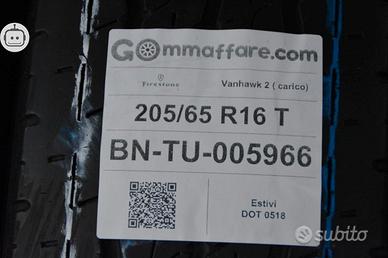 GOmmaffare.com
Firestone
Vanhawk 2 ( carico)
205/65 R16 T
BN-TU-005966
Estivi
DOT 0518
subito